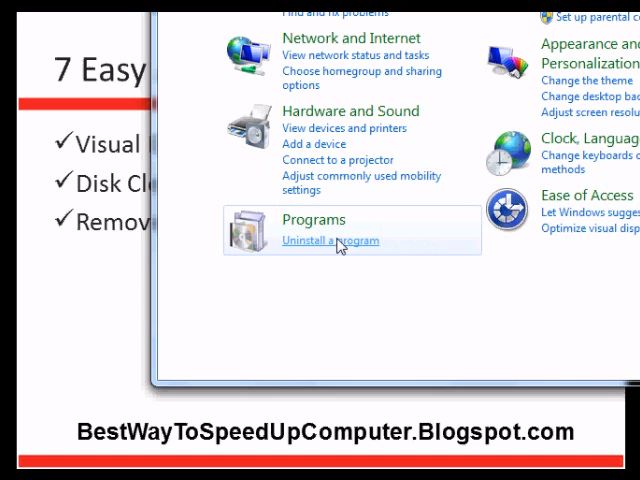 7 Easy
Visual
Disk Cl
Remov
Find and fix problems
Network and Internet
View network status and tasks
Choose homegroup and sharing
options
Hardware and Sound
View devices and printers
Add a device
Connect to a projector
Adjust commonly used mobility
settings
Programs
Uninstall a program
Set up parental co
Appearance and
Personalization
Change the theme
Change desktop bac
Adjust screen resolu
Clock, Languag
Change keyboards o
methods
Ease of Access
Let Windows sugges
Optimize visual disp
BestWayToSpeedUpComputer.Blogspot.com